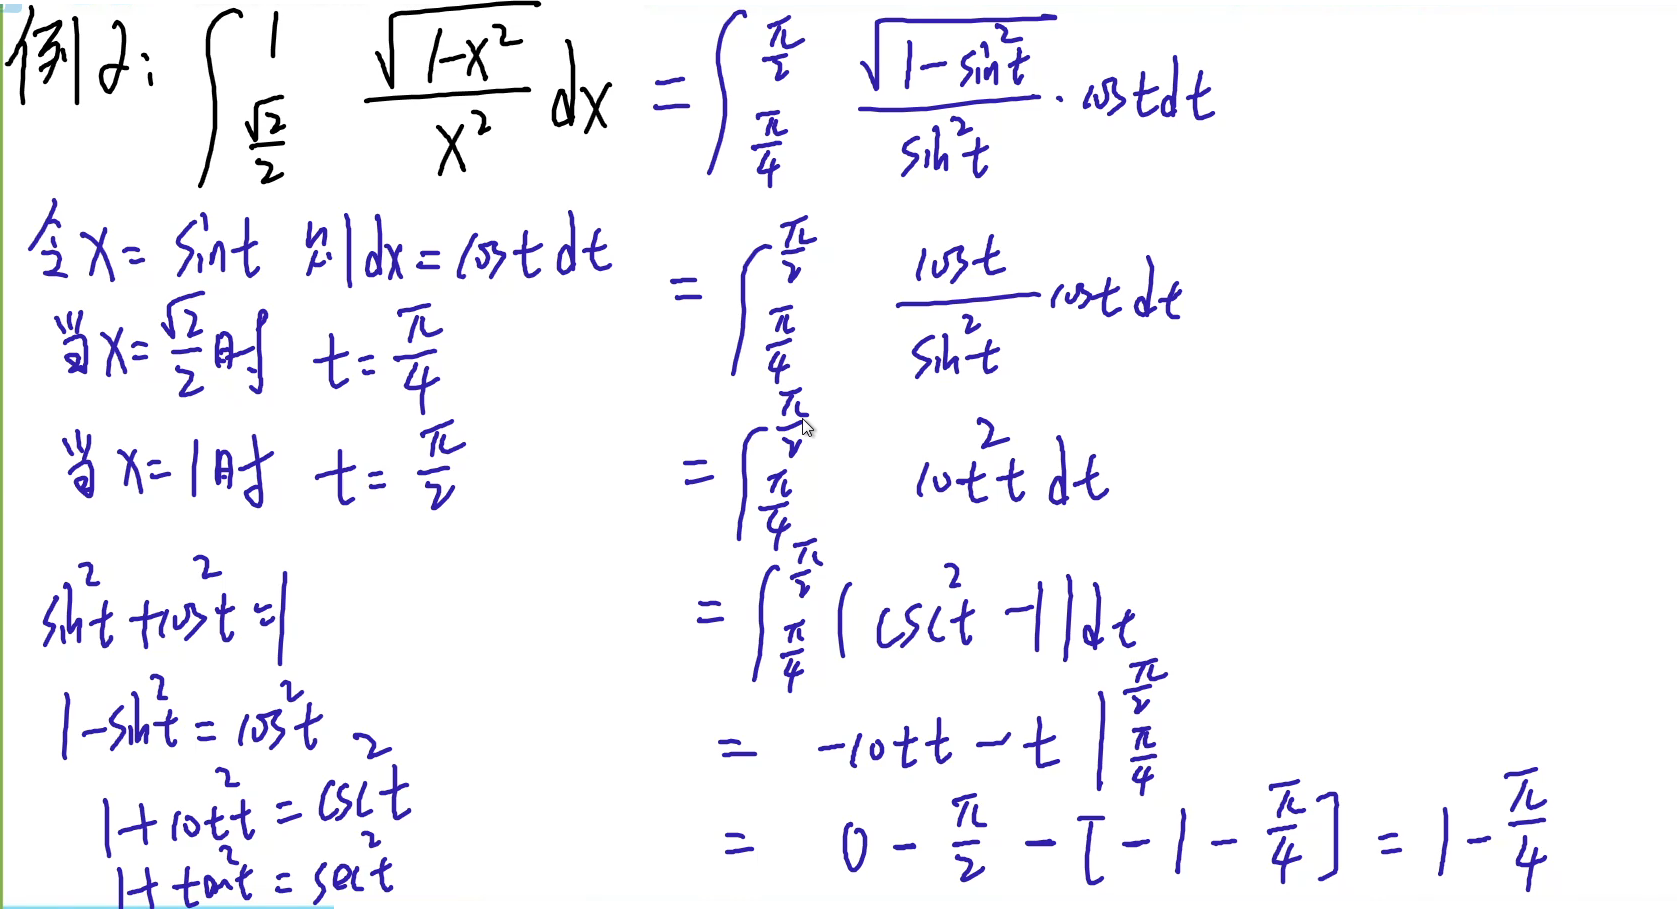 例2: ∫_{√2/2}^{1} √(1-x²)/x² dx = ∫_{π/4}^{π/2} √(1-sin²t)/sin²t · cost dt
令 x = sint 则 dx = cost dt
= ∫_{π/4}^{π/2} cost/sin²t cost dt
当 x = √2/2 时 t = π/4
= ∫_{π/4}^{π/2} cot²t dt
当 x = 1 时 t = π/2
= ∫_{π/4}^{π/2} (csc²t - 1) dt
sin²t + cos²t = 1
= -cot t - t |_{π/4}^{π/2}
1 - sin²t = cos²t
= 0 - π/2 - [-1 - π/4] = 1 - π/4
1 + cot²t = csc²t
1 + tan²t = sec²t